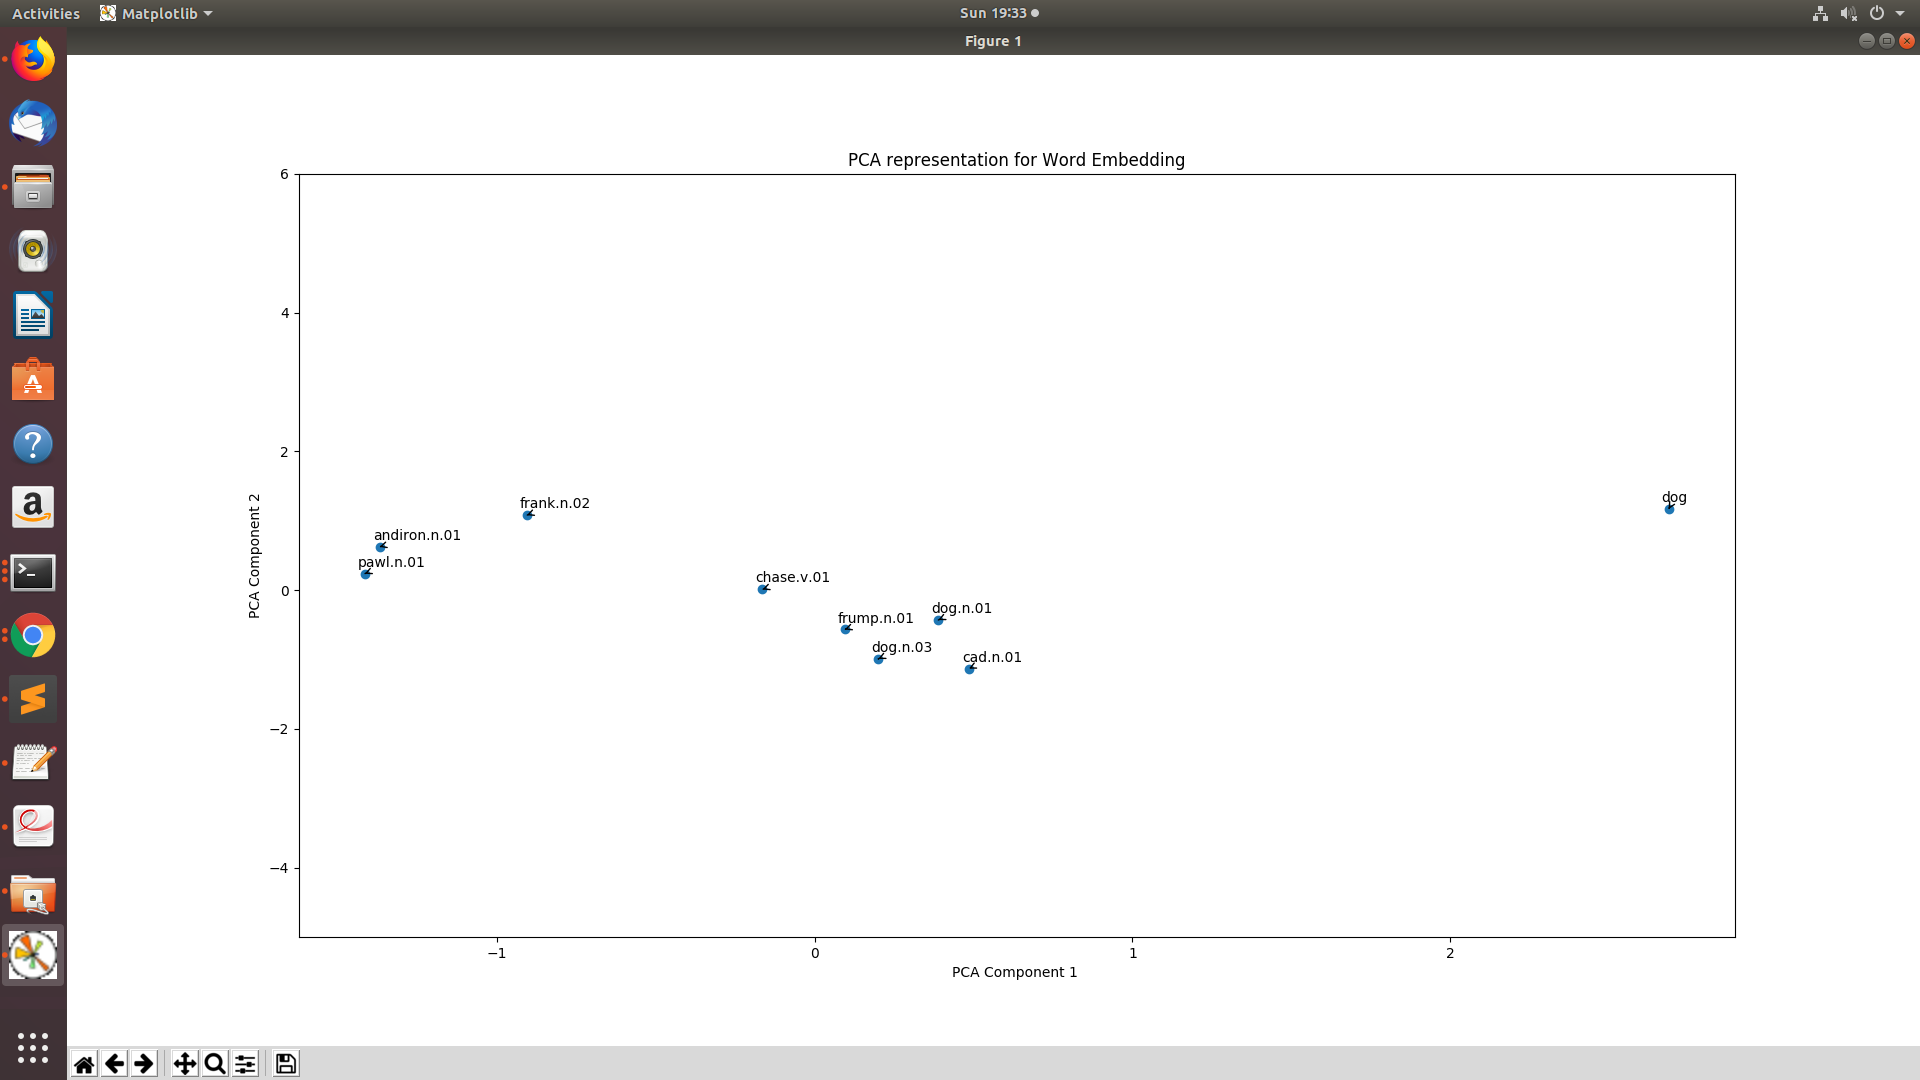 Activities Matplotlib Sun 19:33
Figure 1
PCA representation for Word Embedding
6
4
2
0
−2
−4
PCA Component 2
frank.n.02
dog
andiron.n.01
pawl.n.01
chase.v.01
dog.n.01
frump.n.01
dog.n.03
cad.n.01
−1 0 1 2
PCA Component 1